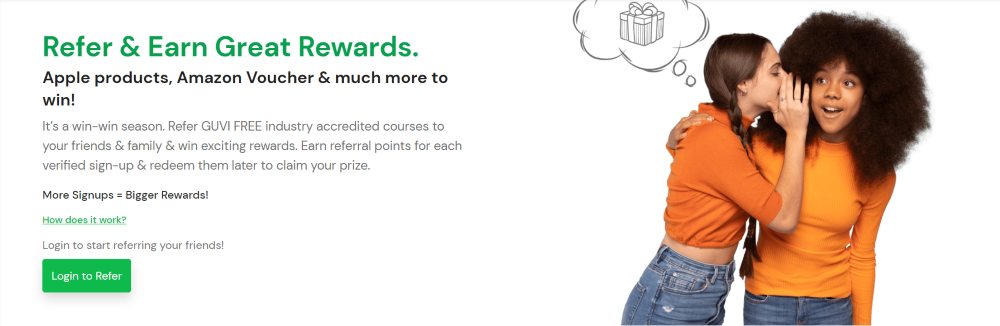 Refer & Earn Great Rewards.
Apple products, Amazon Voucher & much more to
win!
It's a win-win season. Refer GUVI FREE industry accredited courses to
your friends & family & win exciting rewards. Earn referral points for each
verified sign-up & redeem them later to claim your prize.
More Signups = Bigger Rewards!
How does it work?
Login to start referring your friends!
Login to Refer